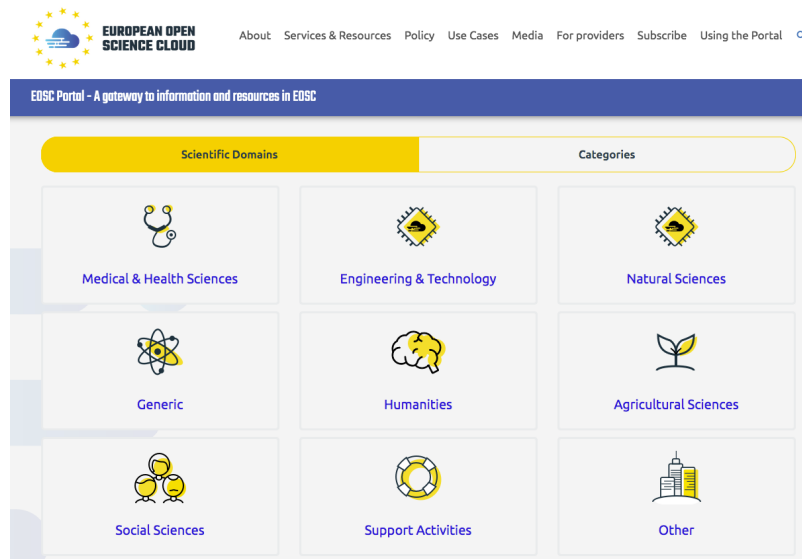 EUROPEAN OPEN
SCIENCE CLOUD
About Services & Resources Policy Use Cases Media For providers Subscribe Using the Portal
EOSC Portal - A gateway to information and resources in EOSC
Scientific Domains Categories
Medical & Health Sciences Engineering & Technology Natural Sciences
Generic Humanities Agricultural Sciences
Social Sciences Support Activities Other